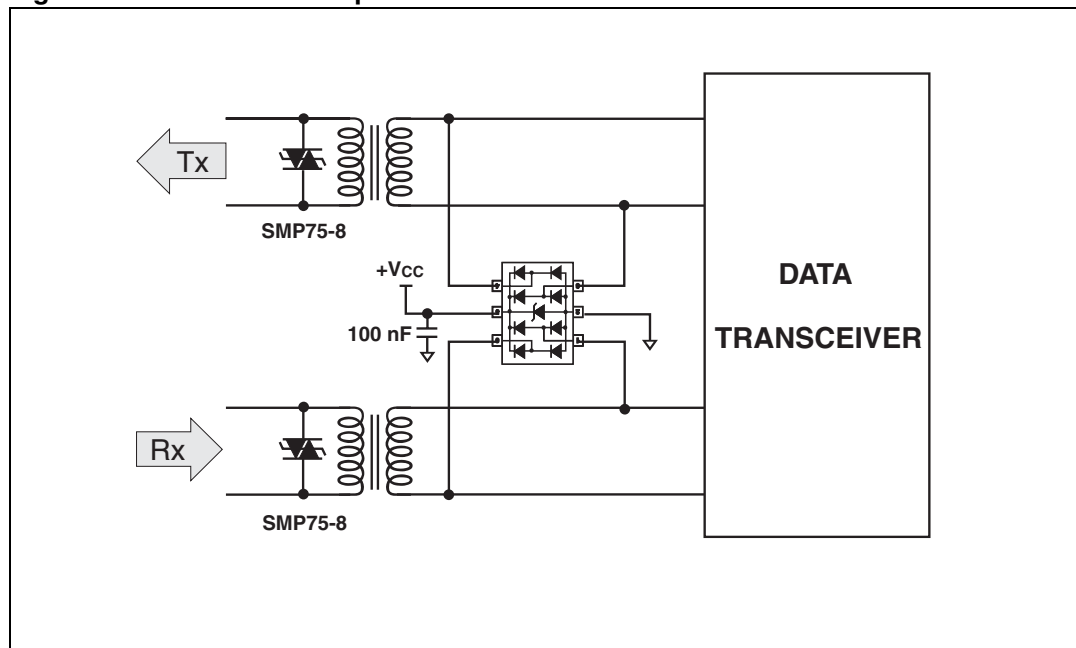 Tx
SMP75-8
+Vcc
100 nF
DATA
TRANSCEIVER
Rx
SMP75-8